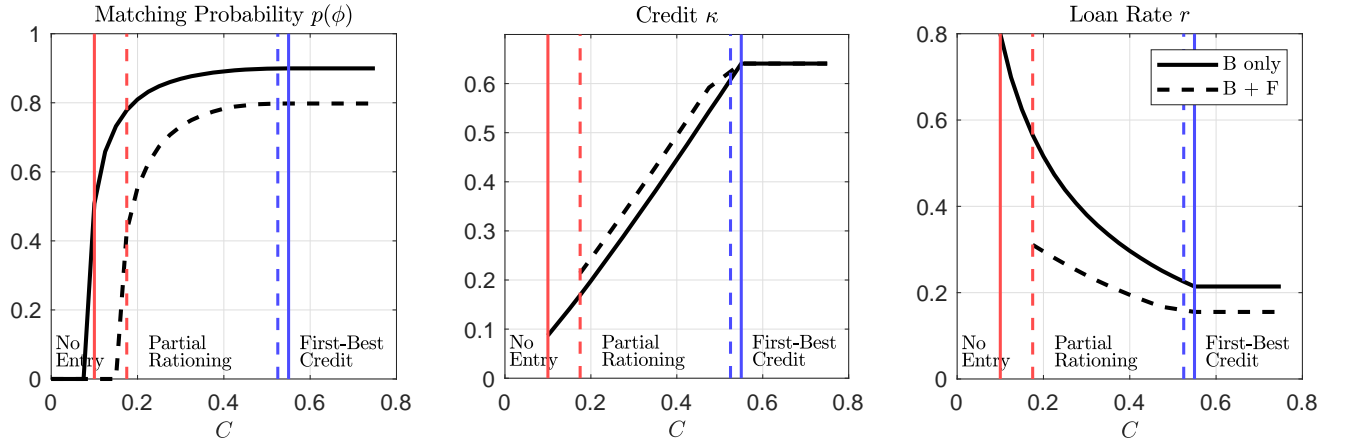 Matching Probability p(ϕ)
1
0.8
0.6
0.4
0.2
0
No
Entry
Partial
Rationing
First-Best
Credit
0
0.2
0.4
0.6
0.8
C
Credit κ
0.6
0.5
0.4
0.3
0.2
0.1
0
No
Entry
Partial
Rationing
First-Best
Credit
0
0.2
0.4
0.6
0.8
C
Loan Rate r
0.8
0.6
0.4
0.2
0
B only
B + F
No
Entry
Partial
Rationing
First-Best
Credit
0
0.2
0.4
0.6
0.8
C